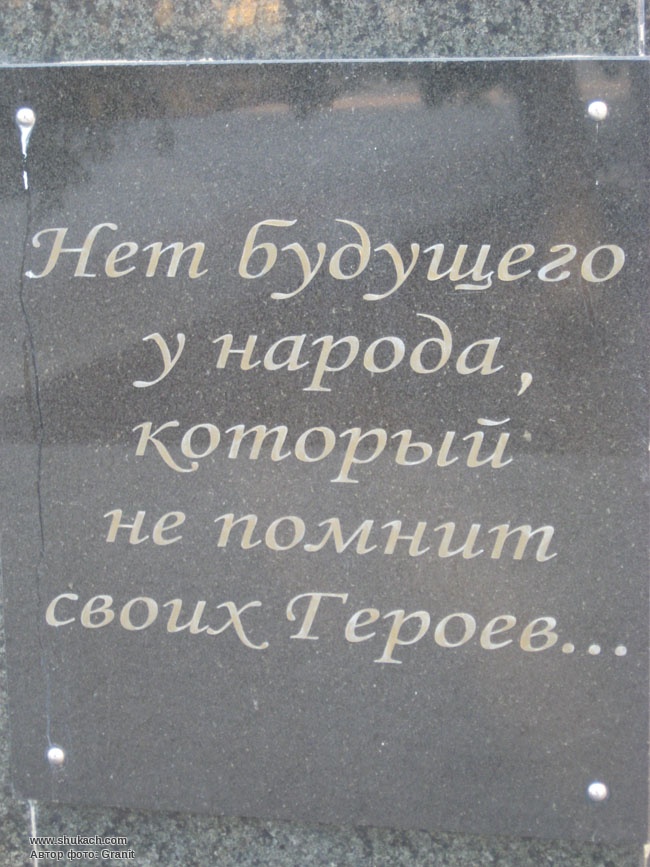 Нет будущего
у народа,
который
не помнит
своих Героев...
www.shukach.com
Автор фото- Granit